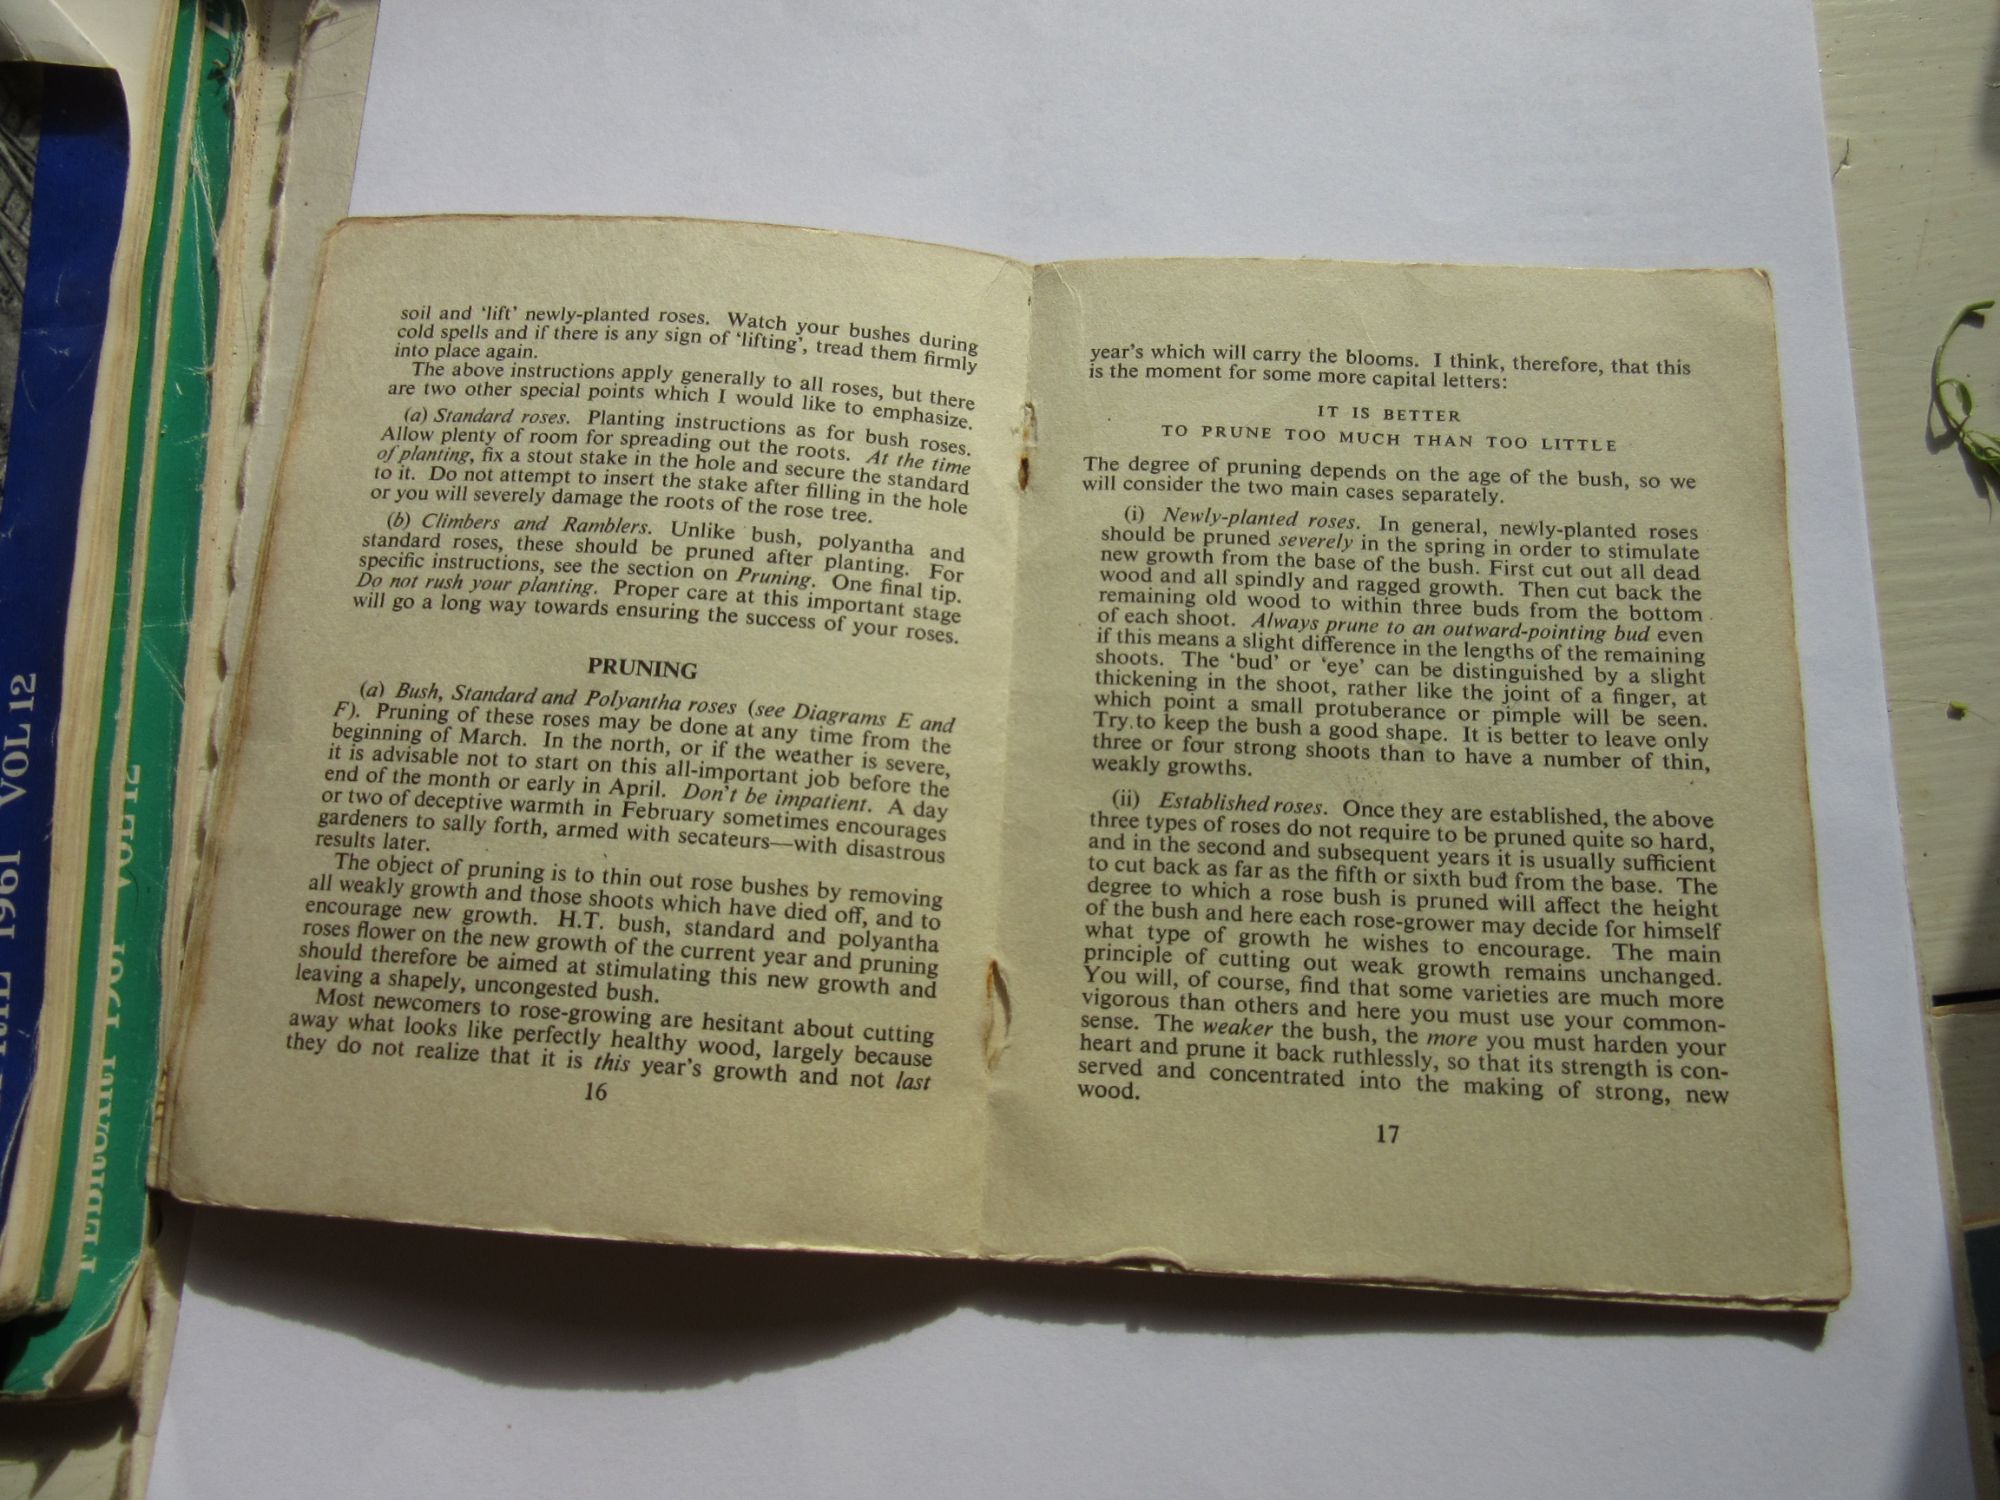 soil and ‘lift’ newly-planted roses. Watch your bushes during
cold spells and if there is any sign of ‘lifting’, tread them firmly
into place again.
The above instructions apply generally to all roses, but there
are two other special points which I would like to emphasize.
(a) Standard roses. Planting instructions as for bush roses.
Allow plenty of room for spreading out the roots. At the time
of planting, fix a stout stake in the hole and secure the standard
to it. Do not attempt to insert the stake after filling in the hole
or you will severely damage the roots of the rose tree.
(b) Climbers and Ramblers. Unlike bush, polyantha and
standard roses, these should be pruned after planting. For
specific instructions, see the section on Pruning. One final tip.
Do not rush your planting. Proper care at this important stage
will go a long way towards ensuring the success of your roses.
PRUNING
(a) Bush, Standard and Polyantha roses (see Diagrams E and
F). Pruning of these roses may be done at any time from the
beginning of March. In the north, or if the weather is severe,
it is advisable not to start on this all-important job before the
end of the month or early in April. Don’t be impatient. A day
or two of deceptive warmth in February sometimes encourages
gardeners to sally forth, armed with secateurs—with disastrous
results later.
The object of pruning is to thin out rose bushes by removing
all weakly growth and those shoots which have died off, and to
encourage new growth. H.T. bush, standard and polyantha
roses flower on the new growth of the current year and pruning
should therefore be aimed at stimulating this new growth and
leaving a shapely, uncongested bush.
Most newcomers to rose-growing are hesitant about cutting
away what looks like perfectly healthy wood, largely because
they do not realize that it is this year’s growth and not last
16
year’s which will carry the blooms. I think, therefore, that this
is the moment for some more capital letters:
IT IS BETTER
TO PRUNE TOO MUCH THAN TOO LITTLE
The degree of pruning depends on the age of the bush, so we
will consider the two main cases separately.
(i) Newly-planted roses. In general, newly-planted roses
should be pruned severely in the spring in order to stimulate
new growth from the base of the bush. First cut out all dead
wood and all spindly and ragged growth. Then cut back the
remaining old wood to within three buds from the bottom
of each shoot. Always prune to an outward-pointing bud even
if this means a slight difference in the lengths of the remaining
shoots. The ‘bud’ or ‘eye’ can be distinguished by a slight
thickening in the shoot, rather like the joint of a finger, at
which point a small protuberance or pimple will be seen.
Try to keep the bush a good shape. It is better to leave only
three or four strong shoots than to have a number of thin,
weakly growths.
(ii) Established roses. Once they are established, the above
three types of roses do not require to be pruned quite so hard,
and in the second and subsequent years it is usually sufficient
to cut back as far as the fifth or sixth bud from the base. The
degree to which a rose bush is pruned will affect the height
of the bush and here each rose-grower may decide for himself
what type of growth he wishes to encourage. The main
principle of cutting out weak growth remains unchanged.
You will, of course, find that some varieties are much more
vigorous than others and here you must use your common-
sense. The weaker the bush, the more you must harden your
heart and prune it back ruthlessly, so that its strength is con-
served and concentrated into the making of strong, new
wood.
17
1961 VOL 12
FEBRUARY 1961 VOL 12